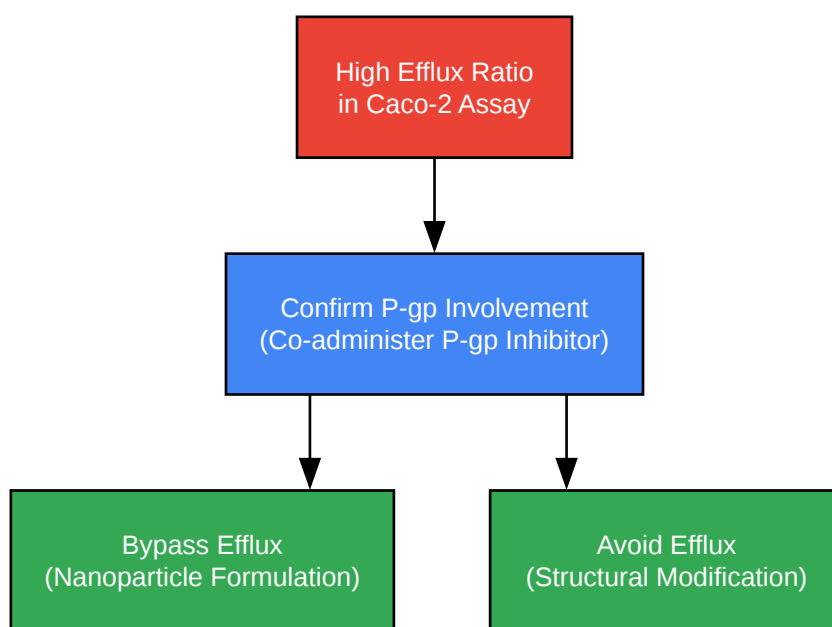 High Efflux Ratio
in Caco-2 Assay
Confirm P-gp Involvement
(Co-administer P-gp Inhibitor)
Bypass Efflux
(Nanoparticle Formulation)
Avoid Efflux
(Structural Modification)